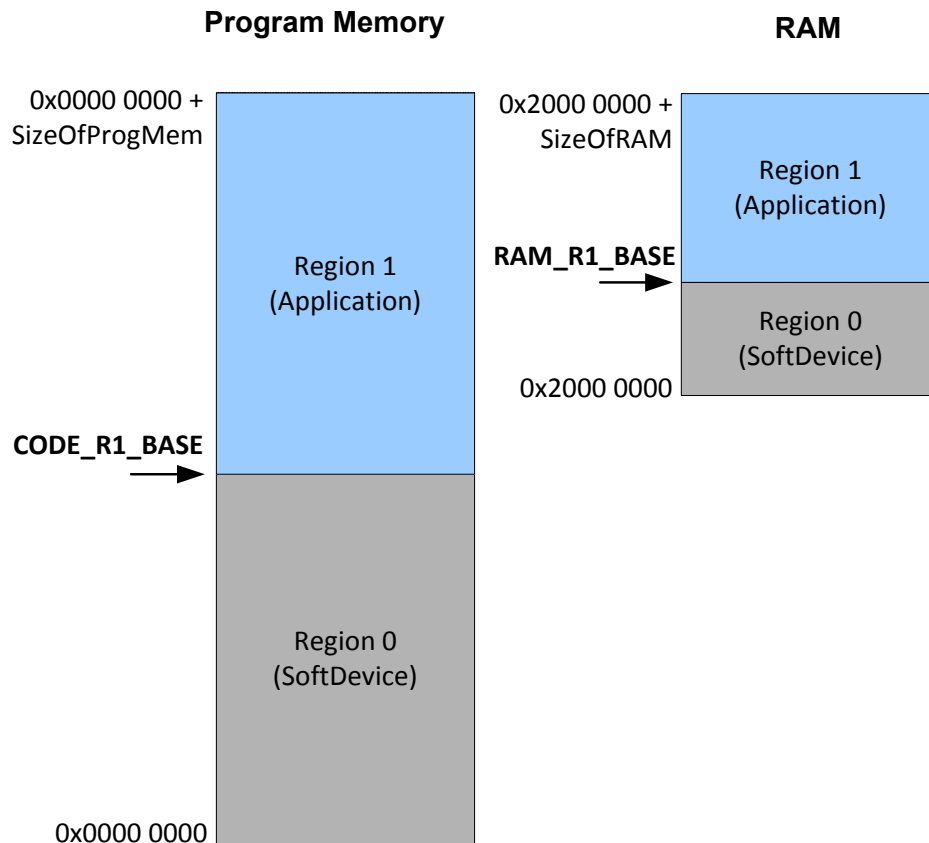 Program Memory
0x0000 0000 +
SizeOfProgMem
Region 1
(Application)
CODE_R1_BASE
Region 0
(SoftDevice)
0x0000 0000
RAM
0x2000 0000 +
SizeOfRAM
Region 1
(Application)
RAM_R1_BASE
Region 0
(SoftDevice)
0x2000 0000